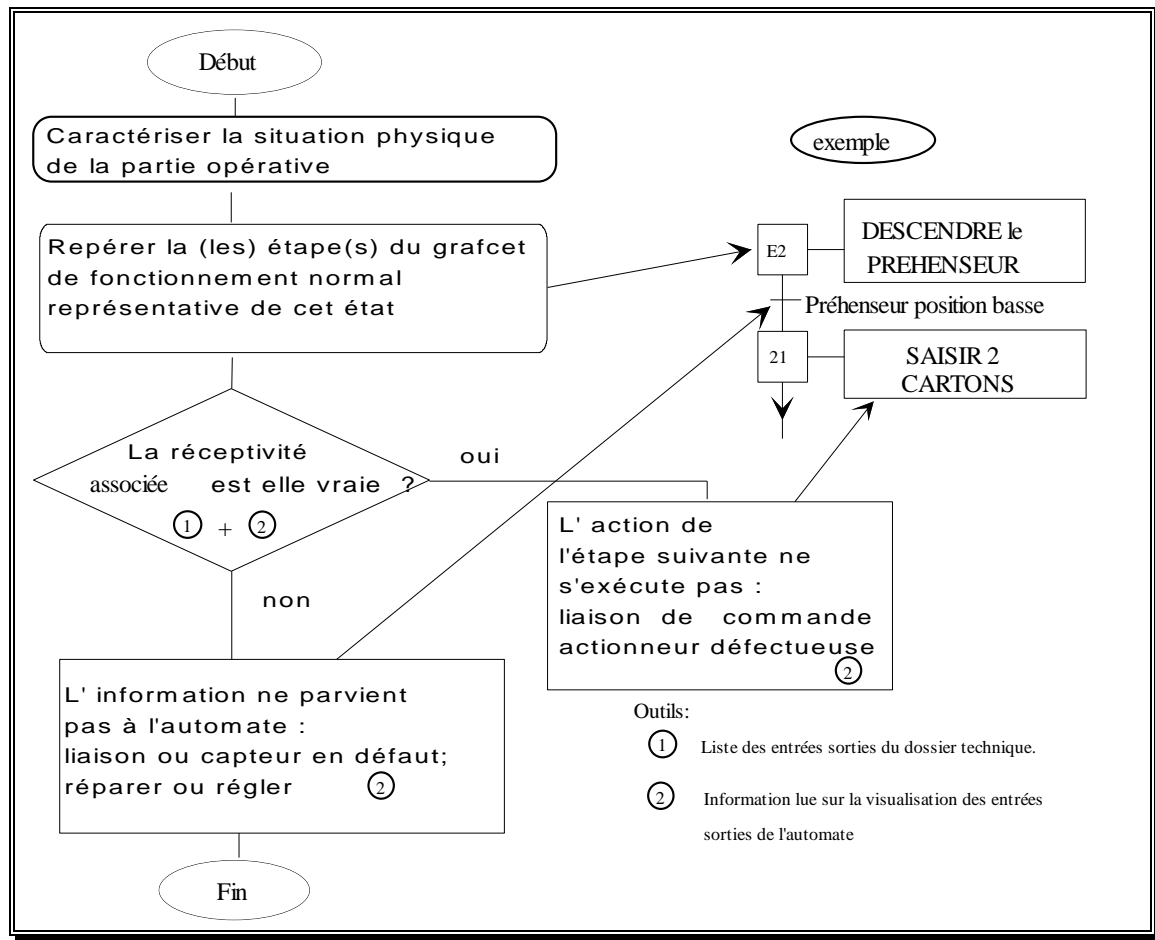 Début
Caractériser la situation physique
de la partie opérative
exemple
Repérer la (les) étape(s) du grafcet
de fonctionnement normal
représentative de cet état
E2
DESCENDRE le
PREHENSEUR
Préhenseur position basse
21
SAISIR 2
CARTONS
La réceptivité
associée est elle vraie ?
1 + 2
oui
non
L' action de
l'étape suivante ne
s'exécute pas :
liaison de commande
actionneur défectueuse
2
L' information ne parvient
pas à l'automate :
liaison ou capteur en défaut;
réparer ou régler 2
Fin
Outils:
1 Liste des entrées sorties du dossier technique.
2 Information lue sur la visualisation des entrées
sorties de l'automate